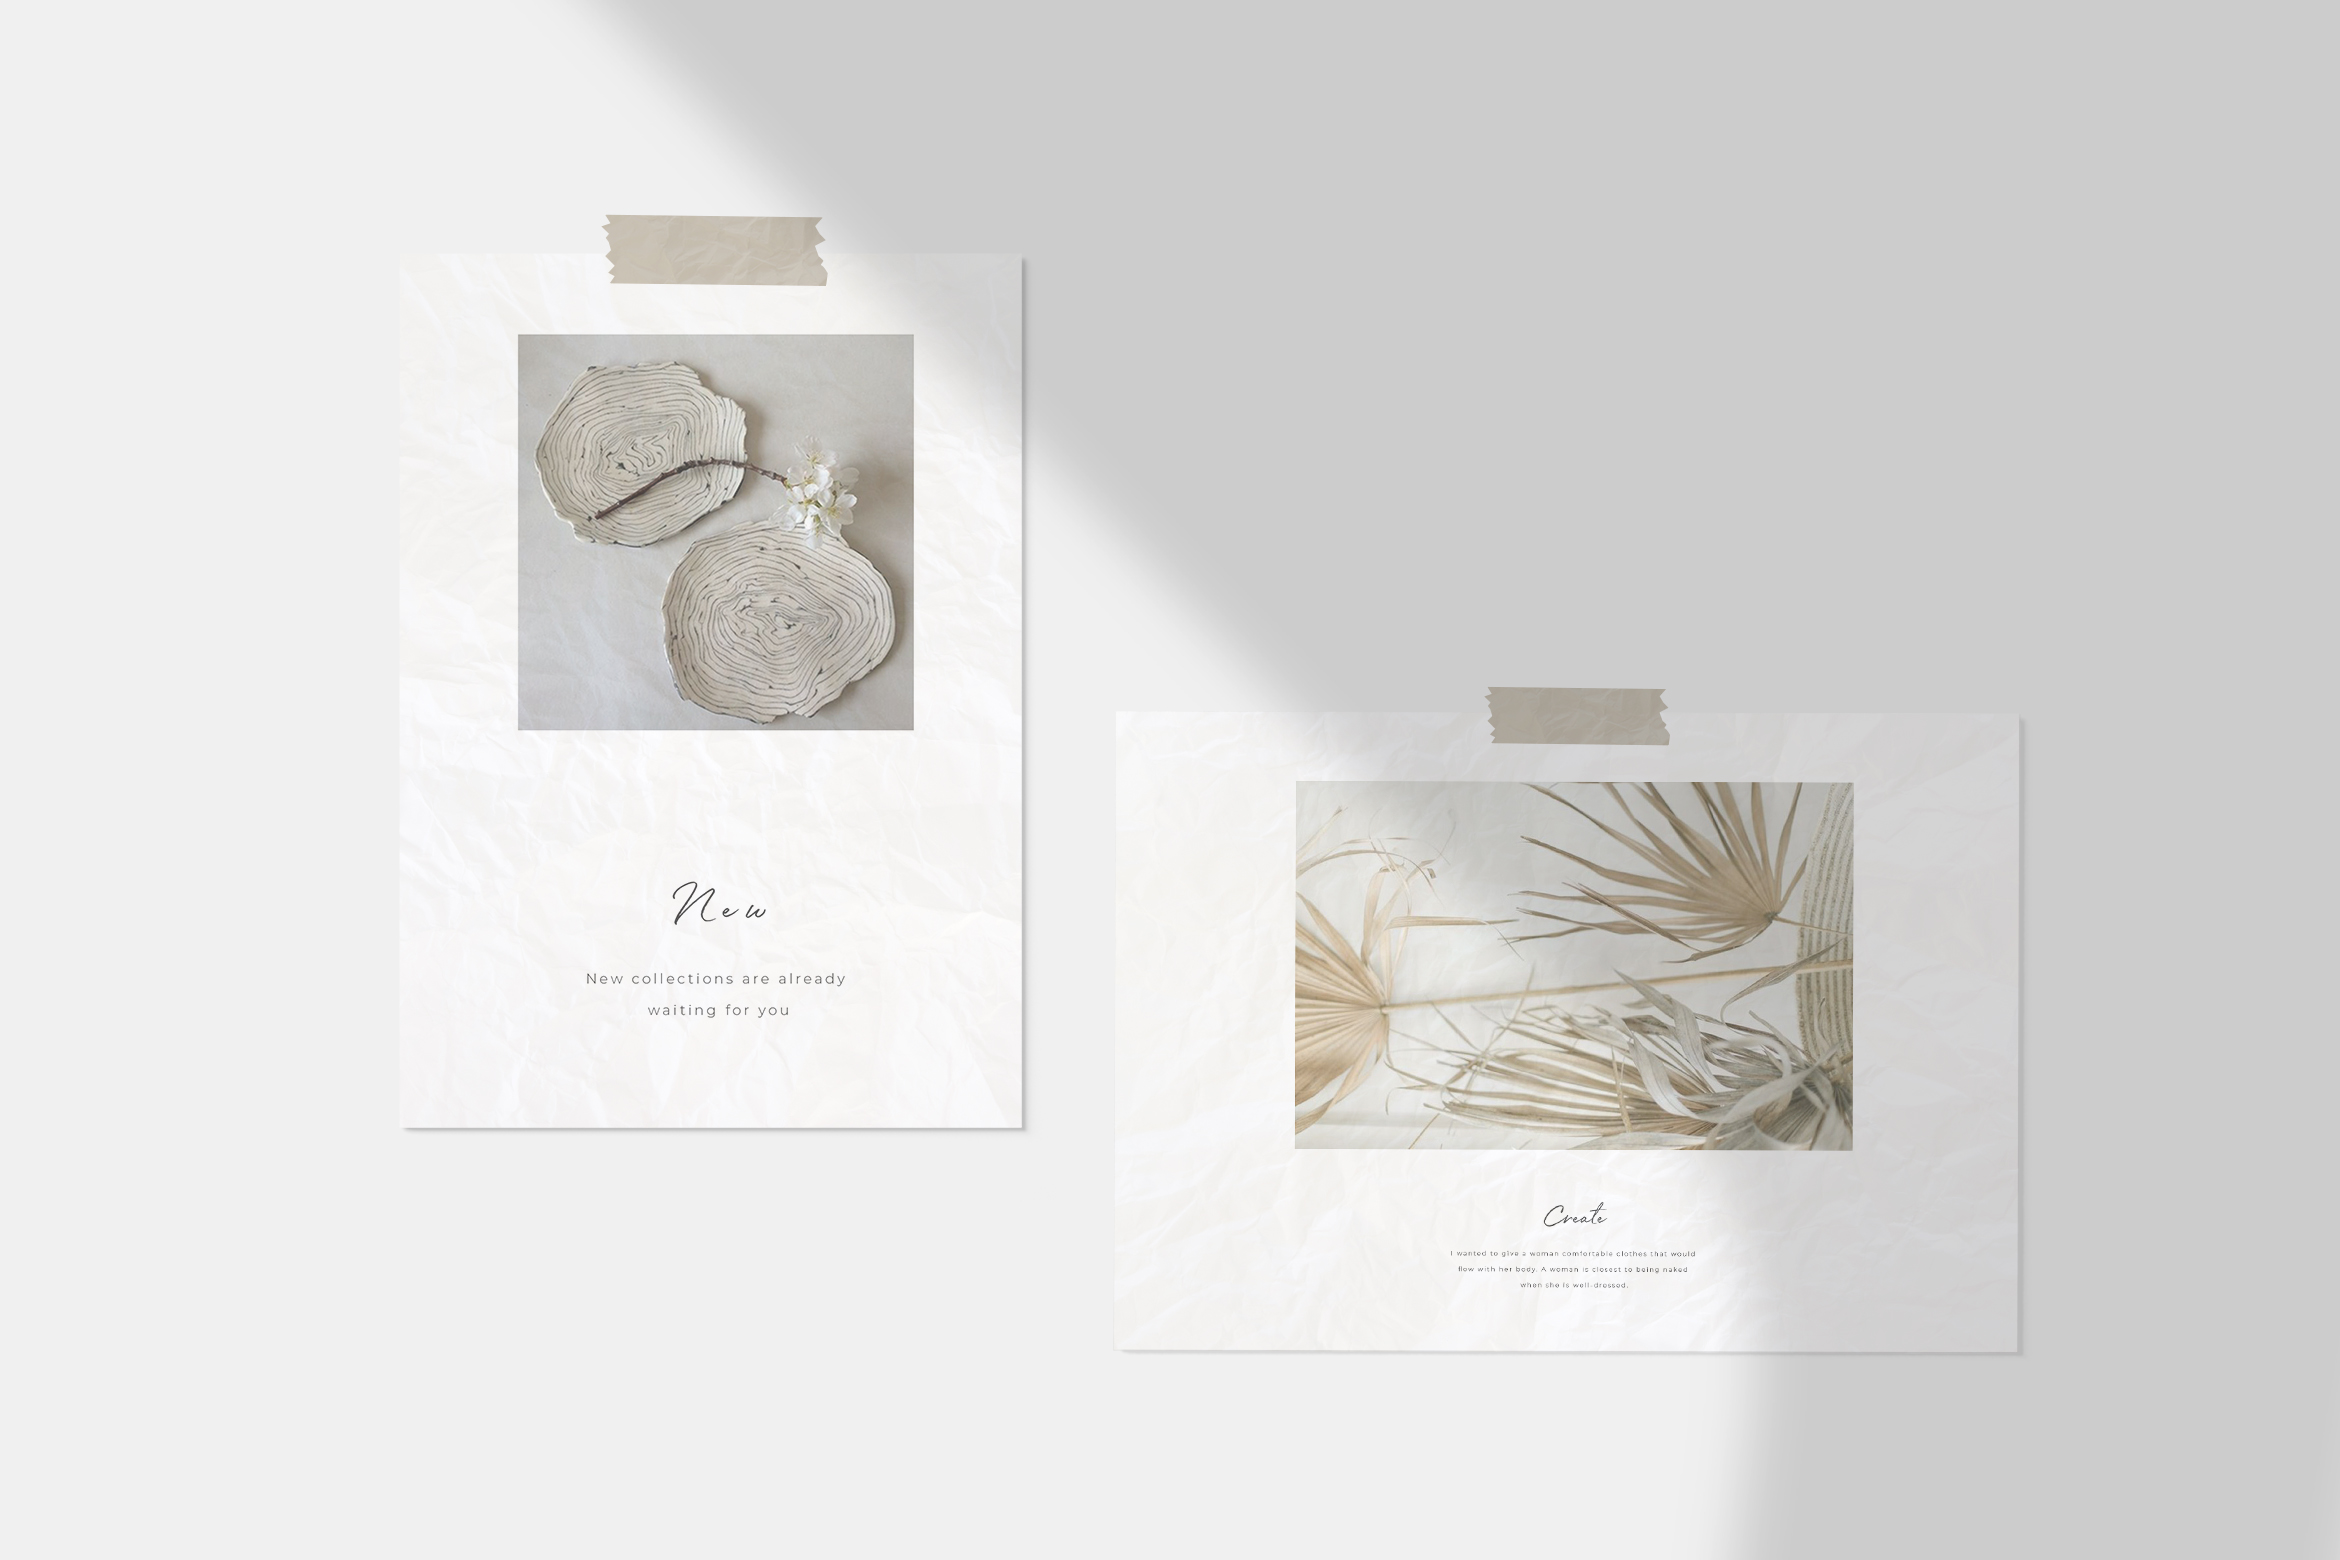 New
New collections are already
waiting for you
Create
I wanted to give a woman comfortable clothes that would
flow with her body. A woman is closest to being naked
when she is well-dressed.